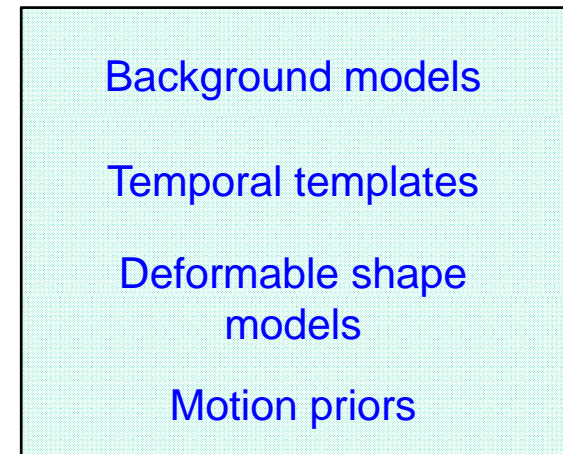 Background models
Temporal templates
Deformable shape
models
Motion priors